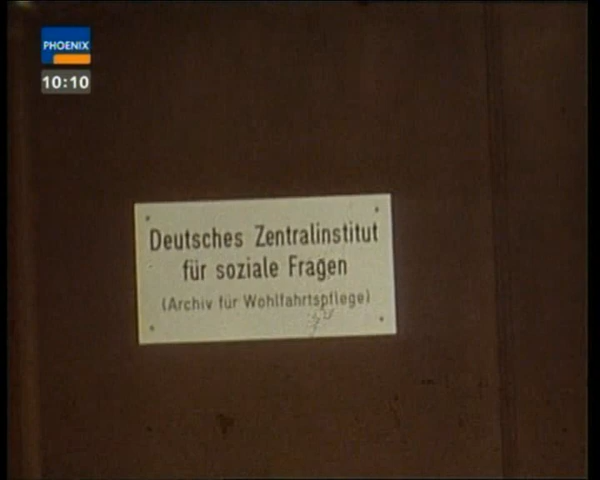 PHOENIX
10:10
Deutsches Zentralinstitut
für soziale Fragen
(Archiv für Wohlfahrtspflege)